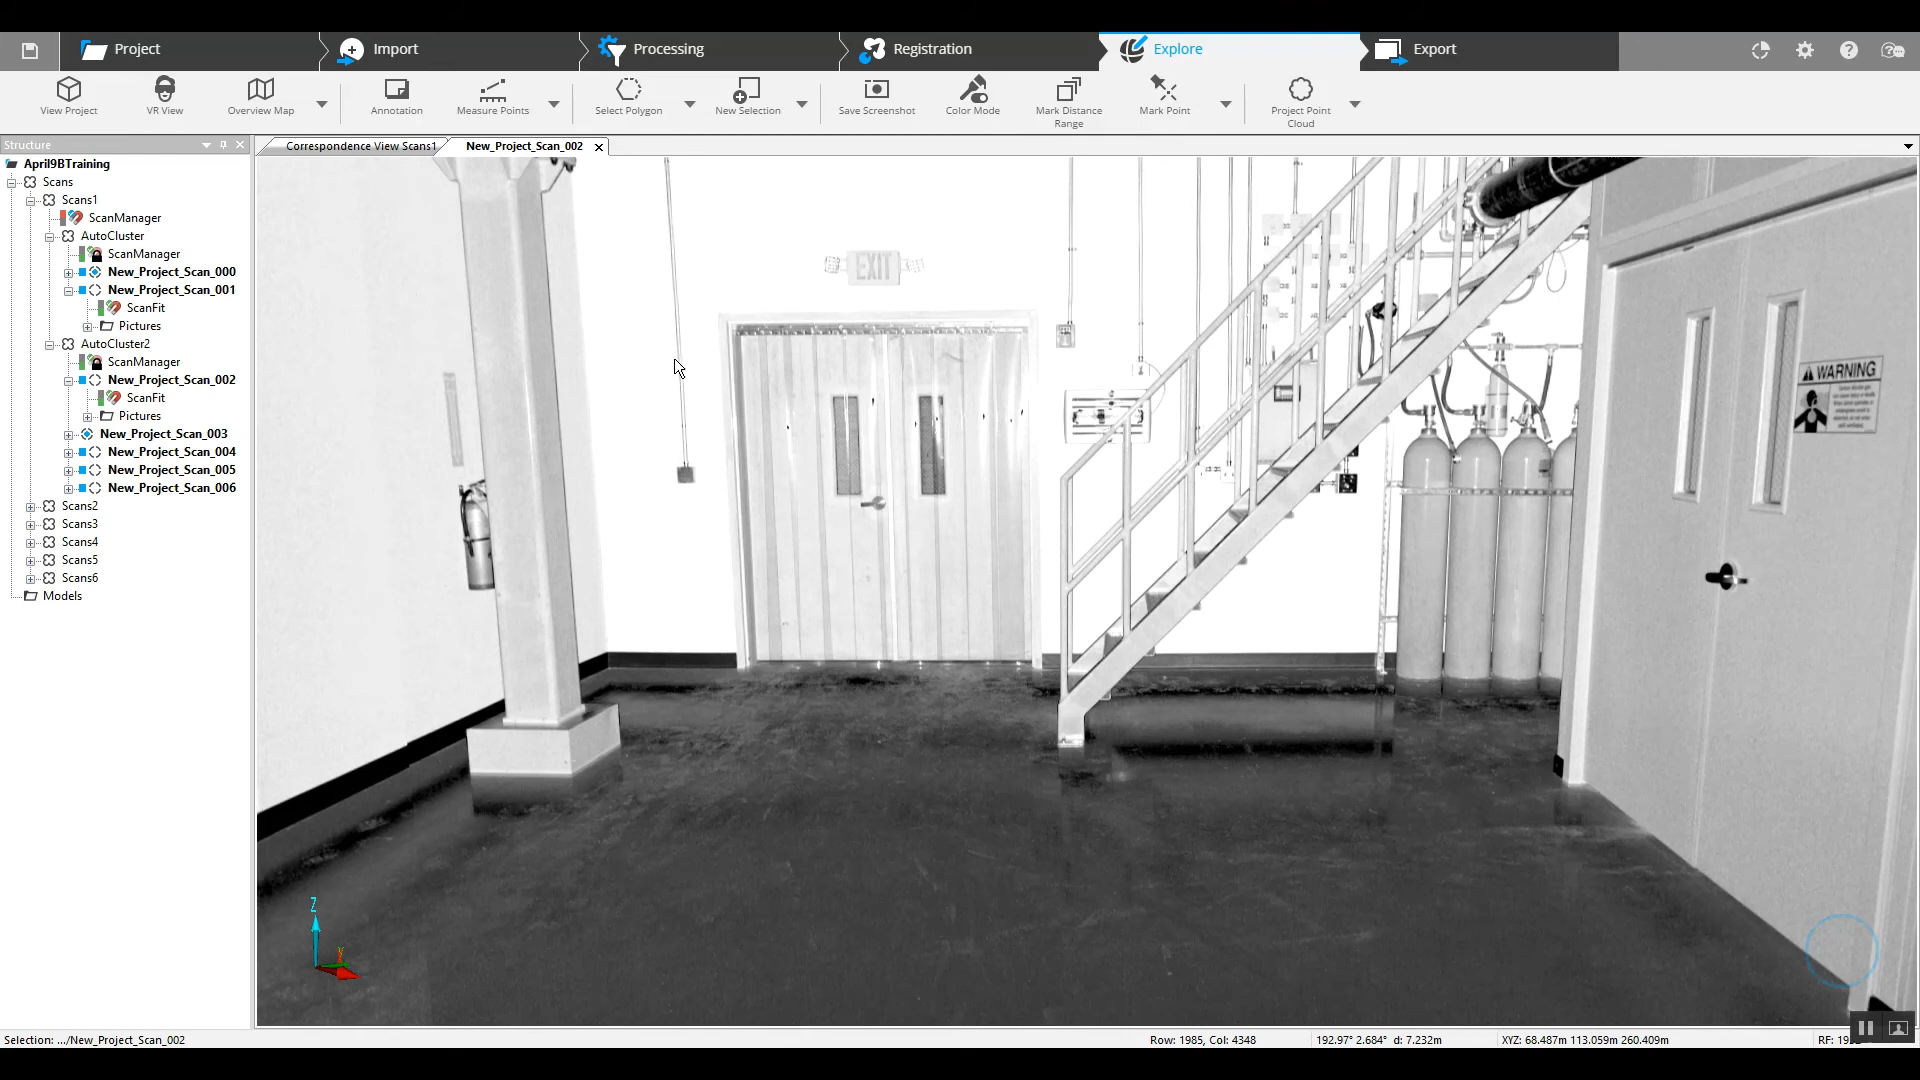 Project
Import
Processing
Registration
Explore
Export
View Project
VR View
Overview Map
Annotation
Measure Points
Select Polygon
New Selection
Save Screenshot
Color Mode
Mark Distance
Range
Mark Point
Project Point
Cloud
Structure
Correspondence View Scans1
New_Project_Scan_002
April9BTraining
Scans
Scans1
ScanManager
AutoCluster
ScanManager
New_Project_Scan_000
New_Project_Scan_001
ScanFit
Pictures
AutoCluster2
ScanManager
New_Project_Scan_002
ScanFit
Pictures
New_Project_Scan_003
New_Project_Scan_004
New_Project_Scan_005
New_Project_Scan_006
Scans2
Scans3
Scans4
Scans5
Scans6
Models
EXIT
WARNING
Z
Selection: .../New_Project_Scan_002
Row: 1985, Col: 4348
192.97° 2.684° d: 7.232m
XYZ: 68.487m 113.059m 260.409m